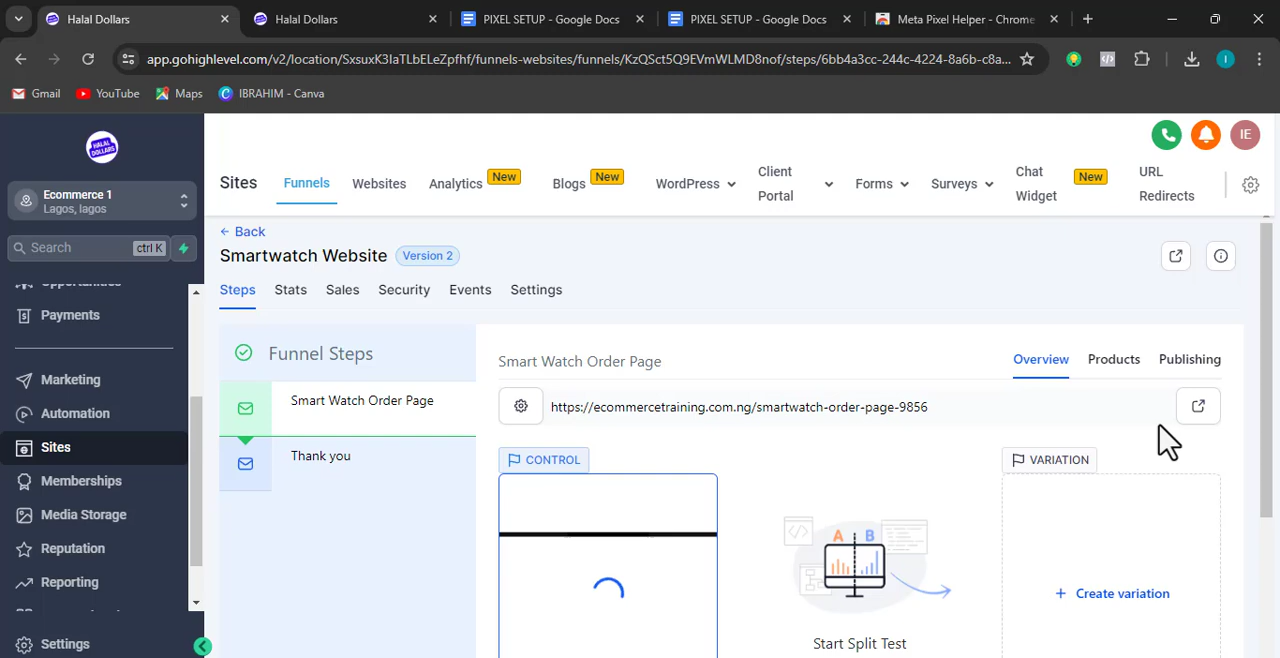 Halal Dollars
Halal Dollars
PIXEL SETUP - Google Docs
PIXEL SETUP - Google Docs
Meta Pixel Helper - Chrome
app.gohighlevel.com/v2/location/SxsuxK3IaTLbELeZpfhf/funnels-websites/funnels/KzQSct5Q9EVmWLMD8nof/steps/6bb4a3cc-244c-4224-8a6b-c8a...
I
Gmail
YouTube
Maps
IBRAHIM - Canva
HALAL
DOLLARS
IE
Sites
Funnels
Websites
Analytics
New
Blogs
New
WordPress
Client
Portal
Forms
Surveys
Chat
Widget
New
URL
Redirects
Ecommerce 1
Lagos, lagos
Search
ctrl K
Opportunities
Payments
Marketing
Automation
Sites
Memberships
Media Storage
Reputation
Reporting
Settings
Back
Smartwatch Website
Version 2
Steps
Stats
Sales
Security
Events
Settings
Funnel Steps
Smart Watch Order Page
Thank you
Smart Watch Order Page
Overview
Products
Publishing
https://ecommercetraining.com.ng/smartwatch-order-page-9856
CONTROL
VARIATION
A
B
Start Split Test
+ Create variation